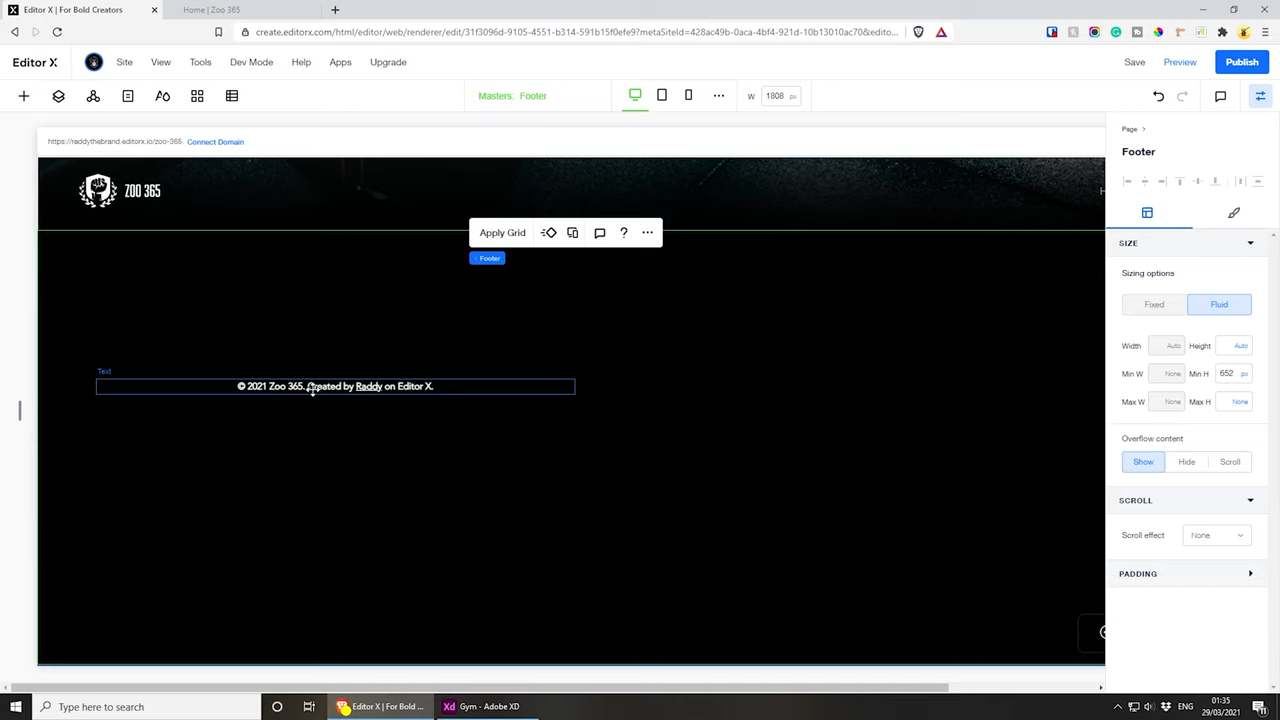 Editor X | For Bold Creators
Home | Zoo 365
create.editorx.com/html/editor/web/renderer/edit/31f3096d-9105-4551-b314-591b15f0efe9?metaSiteId=428ac49b-0aca-4bf4-921d-10b13010ac70&edito...
Editor X
Site
View
Tools
Dev Mode
Help
Apps
Upgrade
Save
Preview
Publish
Masters: Footer
W
1808 px
https://raddythebrand.editorx.io/zoo-365
Connect Domain
ZOO 365
H
Apply Grid
Footer
Text
© 2021 Zoo 365. Created by Raddy on Editor X.
Page
Footer
SIZE
Sizing options
Fixed
Fluid
Width
Auto
Height
Auto
Min W
None
Min H
652 px
Max W
None
Max H
None
Overflow content
Show
Hide
Scroll
SCROLL
Scroll effect
None
PADDING
Type here to search
Editor X | For Bold ...
Xd
Gym - Adobe XD
01:35
29/03/2021